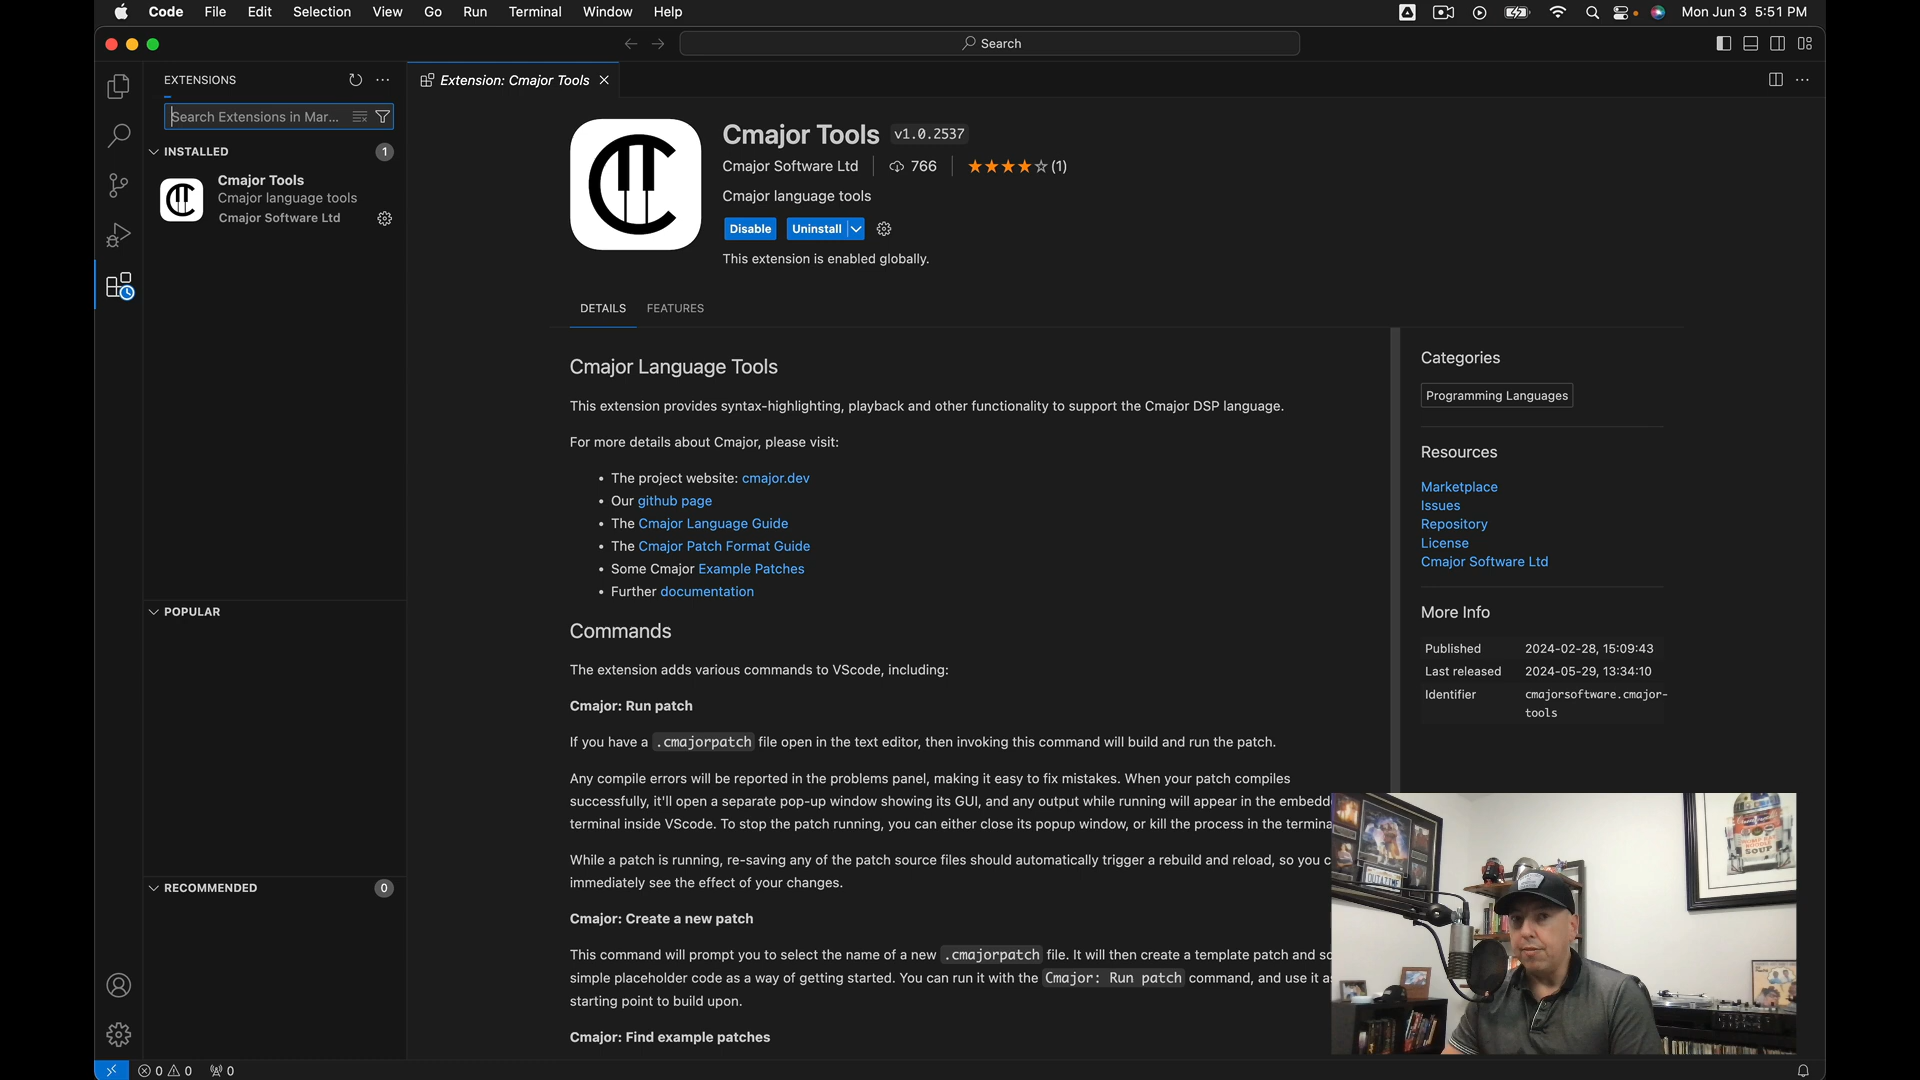 Code File Edit Selection View Go Run Terminal Window Help
Mon Jun 3 5:51 PM
Search
EXTENSIONS
Extension: Cmajor Tools
Search Extensions in Mar...
INSTALLED 1
Cmajor Tools
Cmajor language tools
Cmajor Software Ltd
POPULAR
RECOMMENDED 0
Cmajor Tools v1.0.2537
Cmajor Software Ltd 766 (1)
Cmajor language tools
Disable Uninstall
This extension is enabled globally.
DETAILS FEATURES
Cmajor Language Tools
This extension provides syntax-highlighting, playback and other functionality to support the Cmajor DSP language.
For more details about Cmajor, please visit:
• The project website: cmajor.dev
• Our github page
• The Cmajor Language Guide
• The Cmajor Patch Format Guide
• Some Cmajor Example Patches
• Further documentation
Commands
The extension adds various commands to VScode, including:
Cmajor: Run patch
If you have a .cmajorpatch file open in the text editor, then invoking this command will build and run the patch.
Any compile errors will be reported in the problems panel, making it easy to fix mistakes. When your patch compiles
successfully, it'll open a separate pop-up window showing its GUI, and any output while running will appear in the embedd
terminal inside VScode. To stop the patch running, you can either close its popup window, or kill the process in the termina
While a patch is running, re-saving any of the patch source files should automatically trigger a rebuild and reload, so you c
immediately see the effect of your changes.
Cmajor: Create a new patch
This command will prompt you to select the name of a new .cmajorpatch file. It will then create a template patch and so
simple placeholder code as a way of getting started. You can run it with the Cmajor: Run patch command, and use it as
starting point to build upon.
Cmajor: Find example patches
Categories
Programming Languages
Resources
Marketplace
Issues
Repository
License
Cmajor Software Ltd
More Info
Published 2024-02-28, 15:09:43
Last released 2024-05-29, 13:34:10
Identifier cmajorsoftware.cmajor-
tools
OUTATIME
SOUP
0 0 0